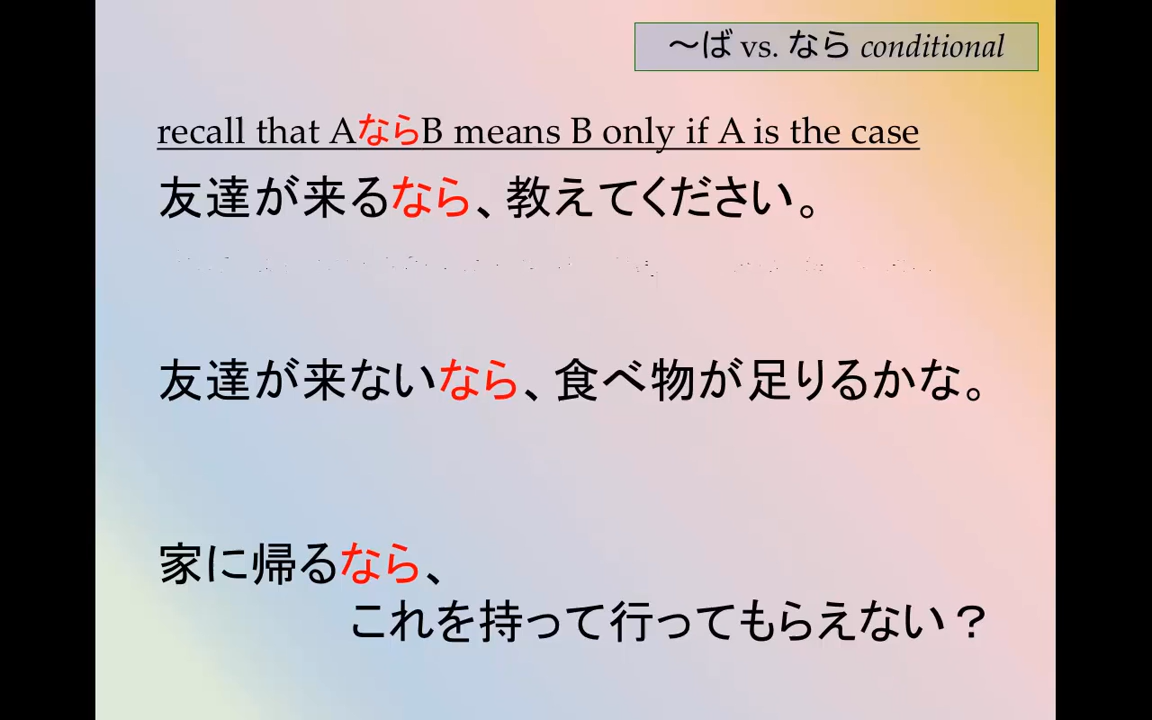 ～ば vs. なら conditional
recall that AならB means B only if A is the case
友達が来るなら、教えてください。
友達が来ないなら、食べ物が足りるかな。
家に帰るなら、
これを持って行ってもらえない？